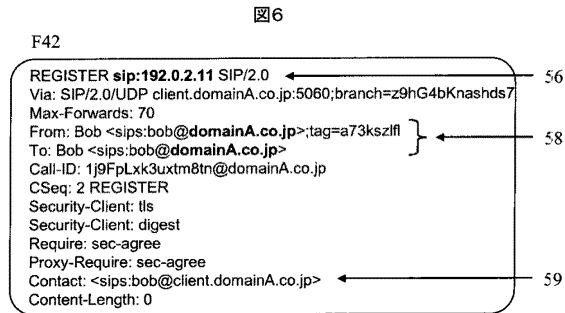 図6
F42
REGISTER sip:192.0.2.11 SIP/2.0 56
Via: SIP/2.0/UDP client.domainA.co.jp:5060;branch=z9hG4bKnashds7
Max-Forwards: 70
From: Bob <sips:bob@domainA.co.jp>;tag=a73kszlfl
To: Bob <sips:bob@domainA.co.jp>
58
Call-ID: 1j9FpLxk3uxtm8tn@domainA.co.jp
CSeq: 2 REGISTER
Security-Client: tls
Security-Client: digest
Require: sec-agree
Proxy-Require: sec-agree
Contact: <sips:bob@client.domainA.co.jp> 59
Content-Length: 0